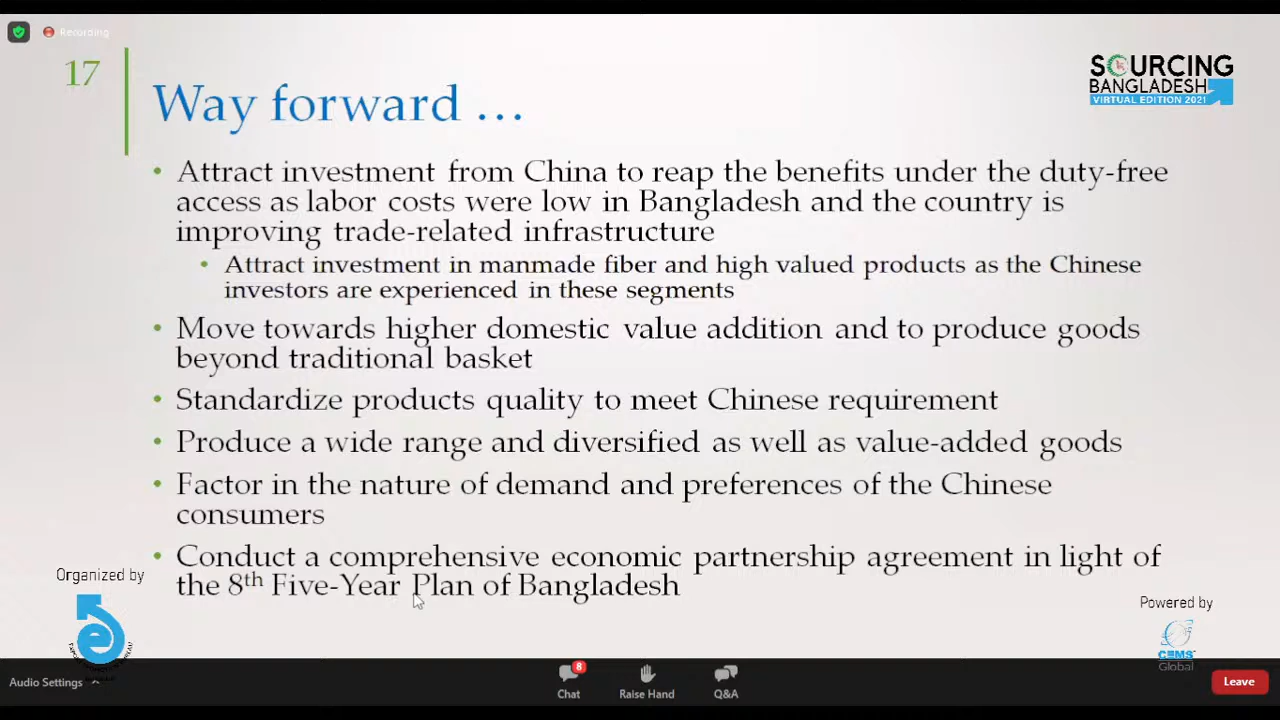 Recording
17
SOURCING
BANGLADESH
VIRTUAL EDITION 2021
Way forward …
• Attract investment from China to reap the benefits under the duty-free
access as labor costs were low in Bangladesh and the country is
improving trade-related infrastructure
• Attract investment in manmade fiber and high valued products as the Chinese
investors are experienced in these segments
• Move towards higher domestic value addition and to produce goods
beyond traditional basket
• Standardize products quality to meet Chinese requirement
• Produce a wide range and diversified as well as value-added goods
• Factor in the nature of demand and preferences of the Chinese
consumers
• Conduct a comprehensive economic partnership agreement in light of
the 8th Five-Year Plan of Bangladesh
Organized by
Powered by
CEMS
Global
Audio Settings
8
Chat
Raise Hand
Q&A
Leave